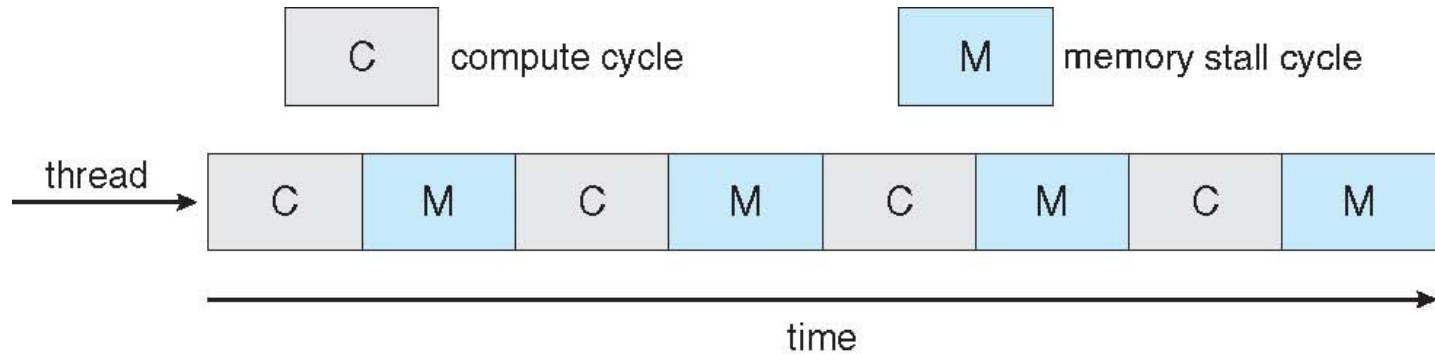 C compute cycle M memory stall cycle
thread
C M C M C M C M
time